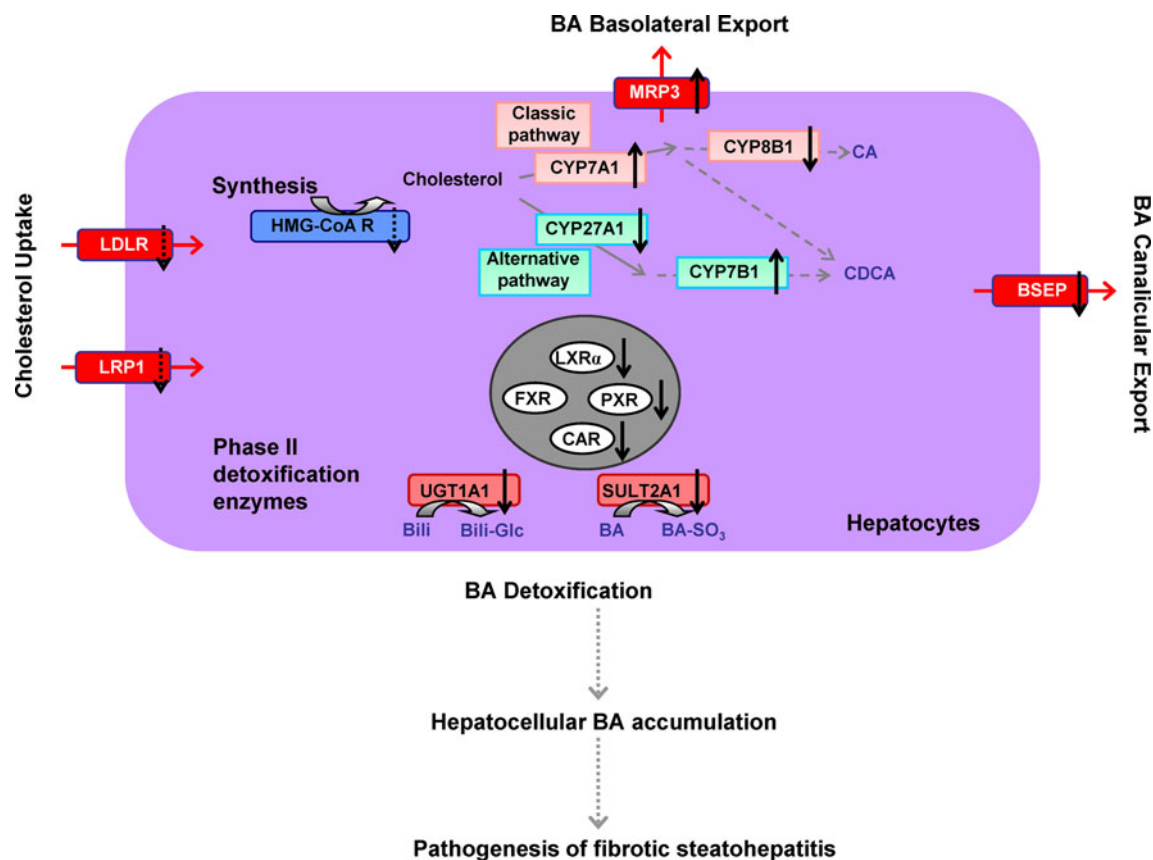 BA Basolateral Export
MRP3
Classic
pathway
CYP7A1
CYP8B1
CA
Cholesterol
Synthesis
HMG-CoA R
CYP27A1
Alternative
pathway
CYP7B1
CDCA
Cholesterol Uptake
LDLR
LRP1
BSEP
BA Canalicular Export
LXRα
FXR
PXR
CAR
Phase II
detoxification
enzymes
UGT1A1
Bili
Bili-Glc
SULT2A1
BA
BA-SO₃
Hepatocytes
BA Detoxification
Hepatocellular BA accumulation
Pathogenesis of fibrotic steatohepatitis